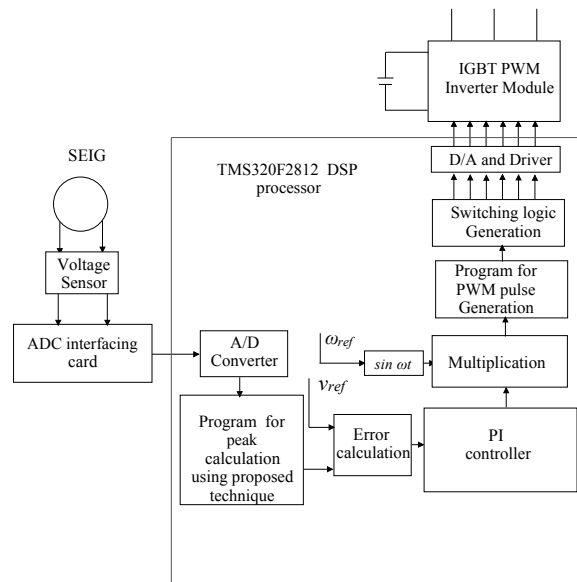 IGBT PWM
Inverter Module
SEIG
TMS320F2812 DSP
processor
D/A and Driver
Switching logic
Generation
Voltage
Sensor
Program for
PWM pulse
Generation
ADC interfacing
card
A/D
Converter
ω_ref
sin ωt
Multiplication
v_ref
Program for
peak
calculation
using proposed
technique
Error
calculation
PI
controller